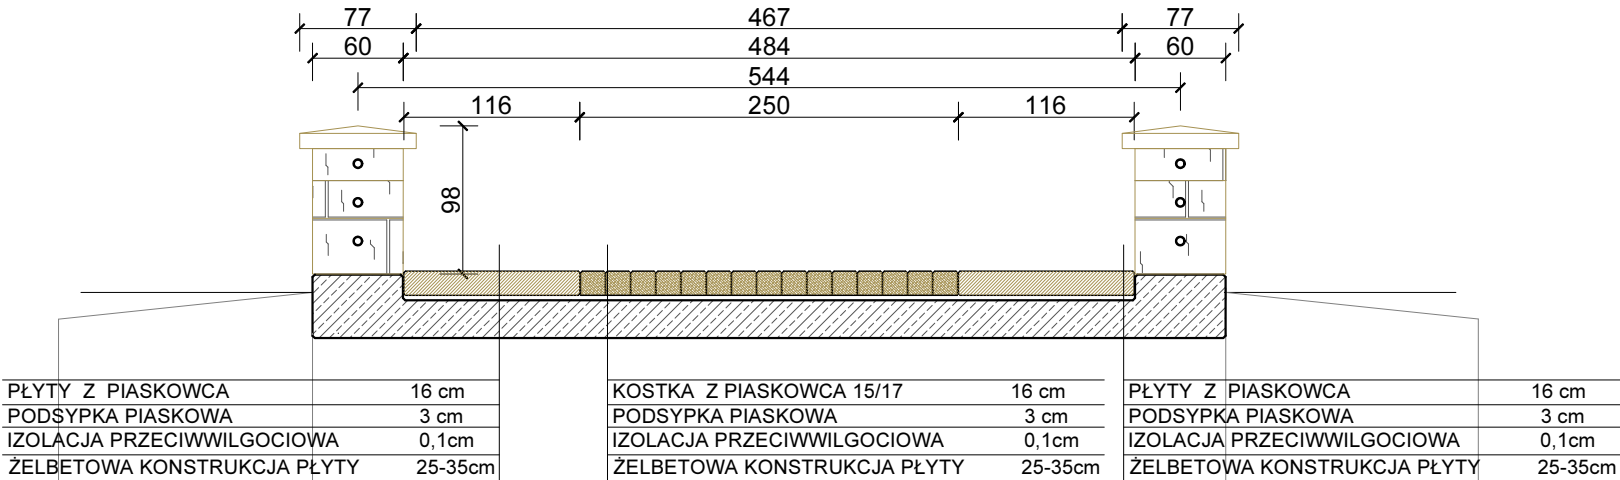 77 467 77
60 484 60
544
116 250 116
98
PŁYTY Z PIASKOWCA 16 cm
PODSYPKA PIASKOWA 3 cm
IZOLACJA PRZECIWWILGOCIOWA 0,1cm
ŻELBETOWA KONSTRUKCJA PŁYTY 25-35cm
KOSTKA Z PIASKOWCA 15/17 16 cm
PODSYPKA PIASKOWA 3 cm
IZOLACJA PRZECIWWILGOCIOWA 0,1cm
ŻELBETOWA KONSTRUKCJA PŁYTY 25-35cm
PŁYTY Z PIASKOWCA 16 cm
PODSYPKA PIASKOWA 3 cm
IZOLACJA PRZECIWWILGOCIOWA 0,1cm
ŻELBETOWA KONSTRUKCJA PŁYTY 25-35cm